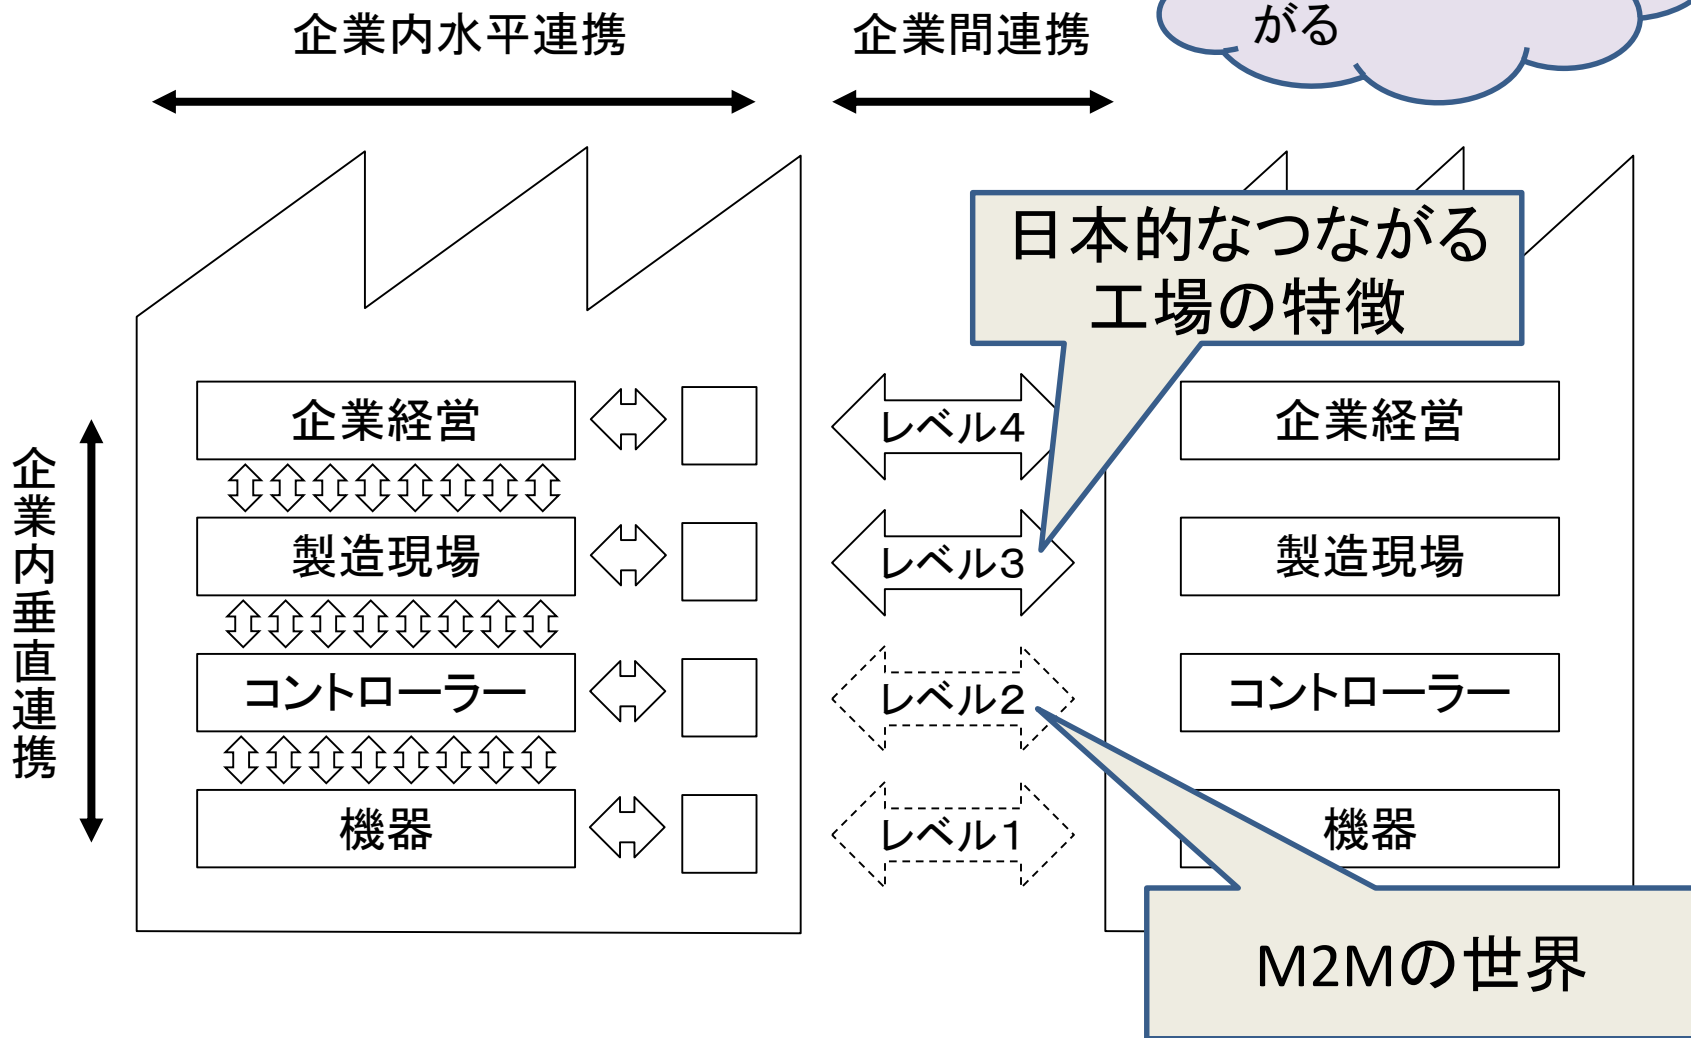 企業内水平連携
企業間連携
がる
日本的なつながる
工場の特徴
企業内垂直連携
企業経営
レベル4
企業経営
製造現場
レベル3
製造現場
コントローラー
レベル2
コントローラー
機器
レベル1
機器
M2Mの世界